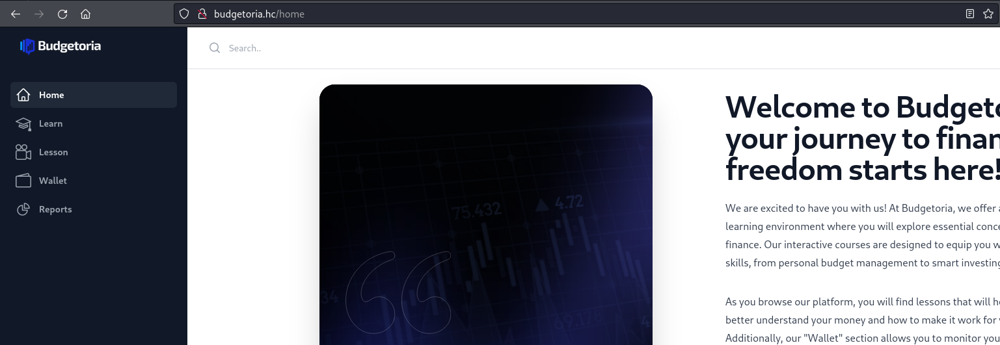 budgetoria.hc/home
Budgetoria
Search..
Home
Learn
Lesson
Wallet
Reports
75.432
4.72
34
69.178
4
Welcome to Budgeto
your journey to finan
freedom starts here!
We are excited to have you with us! At Budgetoria, we offer
learning environment where you will explore essential conce
finance. Our interactive courses are designed to equip you w
skills, from personal budget management to smart investing
As you browse our platform, you will find lessons that will h
better understand your money and how to make it work for
Additionally, our "Wallet" section allows you to monitor you